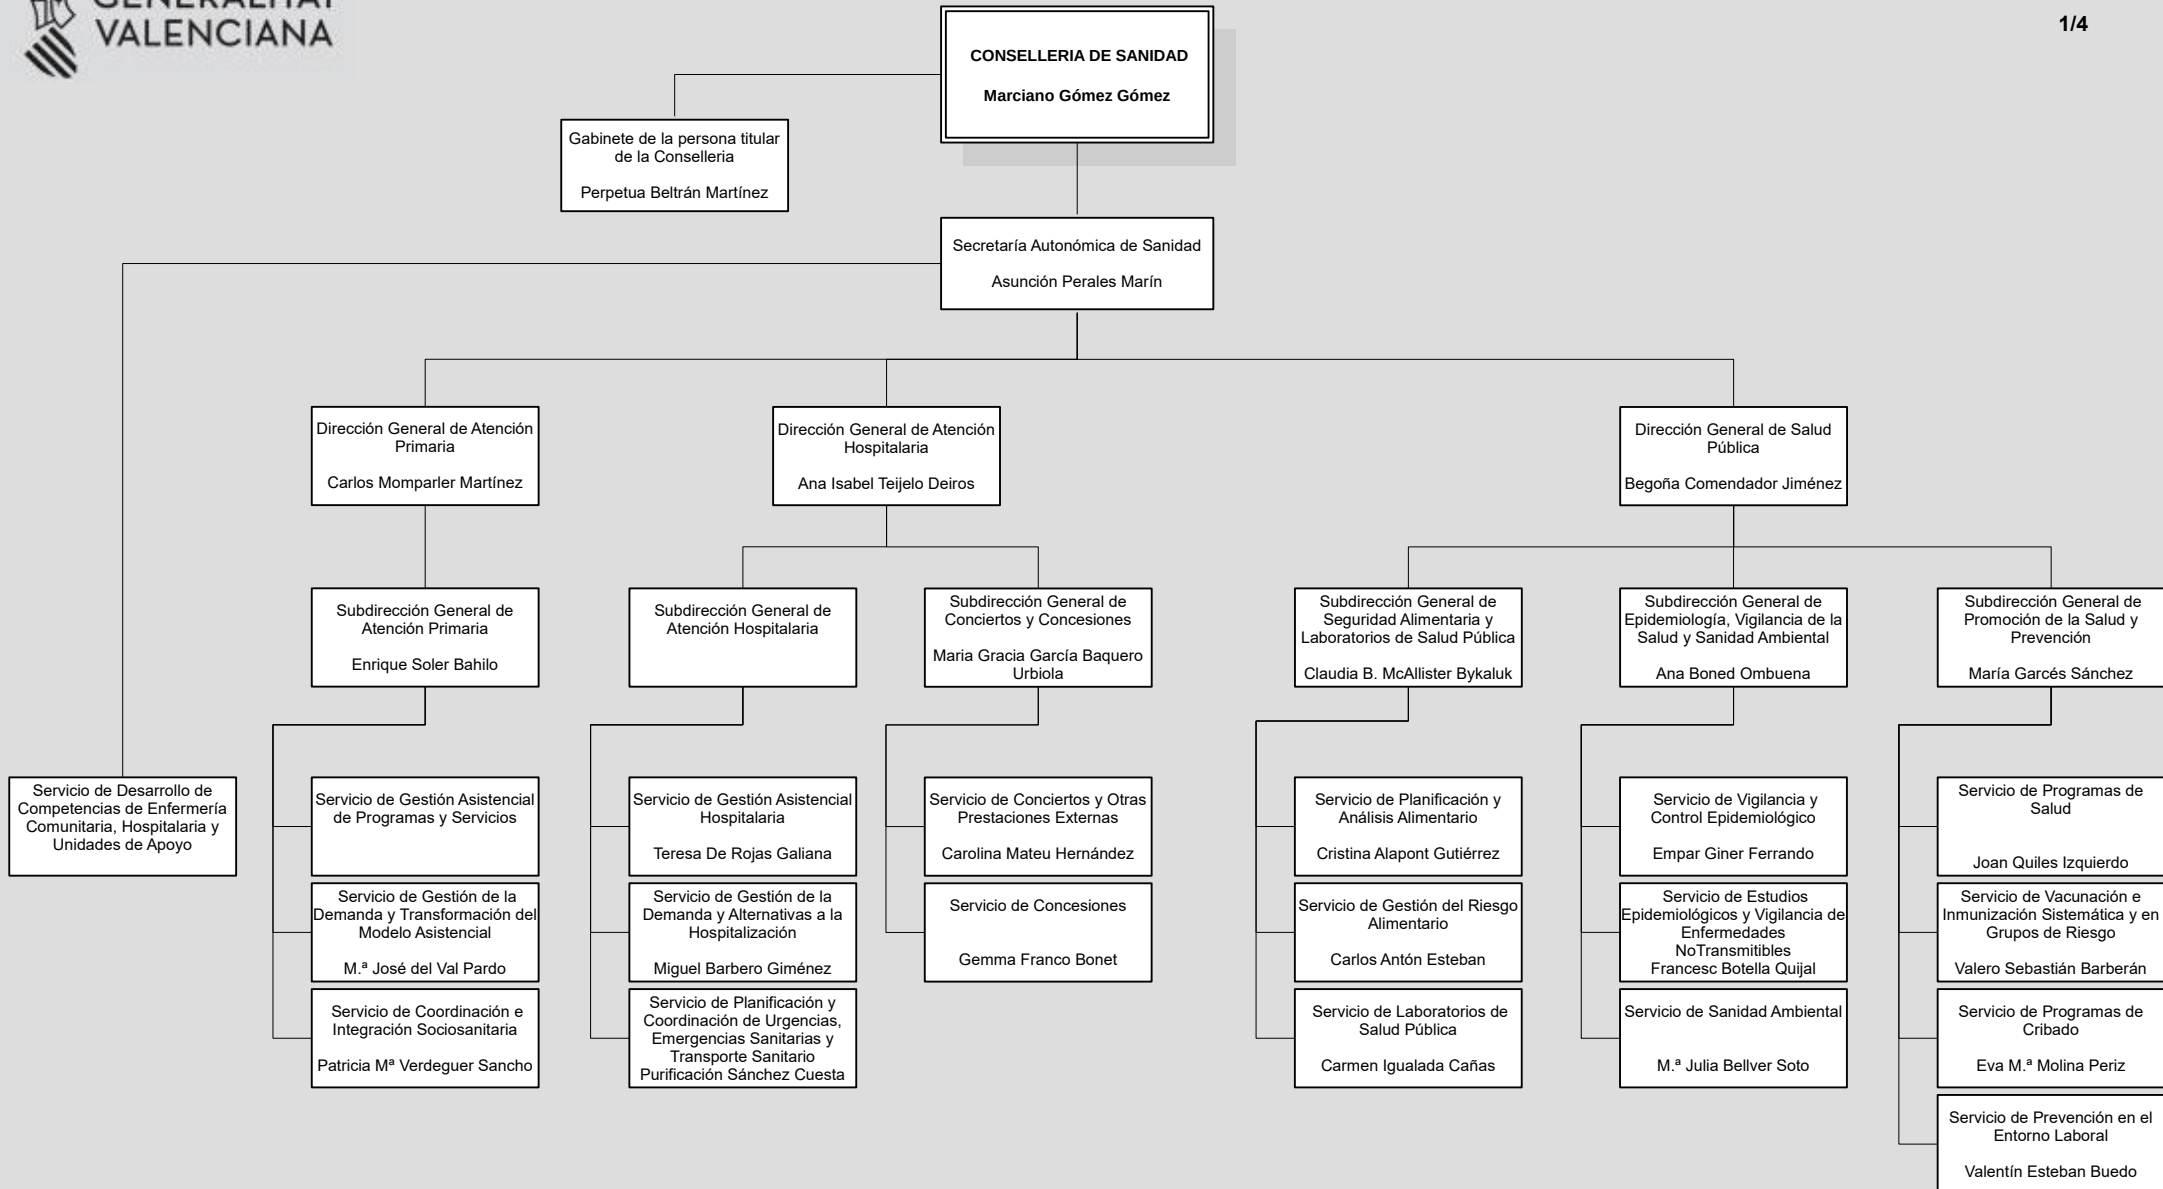 VALENCIANA
1/4
CONSELLERIA DE SANIDAD
Marciano Gómez Gómez
Gabinete de la persona titular
de la Conselleria
Perpetua Beltrán Martínez
Secretaría Autonómica de Sanidad
Asunción Perales Marín
Dirección General de Atención
Primaria
Carlos Momparler Martínez
Dirección General de Atención
Hospitalaria
Ana Isabel Teijelo Deiros
Dirección General de Salud
Pública
Begoña Comendador Jiménez
Subdirección General de
Atención Primaria
Enrique Soler Bahilo
Subdirección General de
Atención Hospitalaria
Subdirección General de
Conciertos y Concesiones
Maria Gracia García Baquero
Urbiola
Subdirección General de
Seguridad Alimentaria y
Laboratorios de Salud Pública
Claudia B. McAllister Bykaluk
Subdirección General de
Epidemiología, Vigilancia de la
Salud y Sanidad Ambiental
Ana Boned Ombuena
Subdirección General de
Promoción de la Salud y
Prevención
María Garcés Sánchez
Servicio de Desarrollo de
Competencias de Enfermería
Comunitaria, Hospitalaria y
Unidades de Apoyo
Servicio de Gestión Asistencial
de Programas y Servicios
Servicio de Gestión de la
Demanda y Transformación del
Modelo Asistencial
M.ª José del Val Pardo
Servicio de Coordinación e
Integración Sociosanitaria
Patricia Mª Verdeguer Sancho
Servicio de Gestión Asistencial
Hospitalaria
Teresa De Rojas Galiana
Servicio de Gestión de la
Demanda y Alternativas a la
Hospitalización
Miguel Barbero Giménez
Servicio de Planificación y
Coordinación de Urgencias,
Emergencias Sanitarias y
Transporte Sanitario
Purificación Sánchez Cuesta
Servicio de Conciertos y Otras
Prestaciones Externas
Carolina Mateu Hernández
Servicio de Concesiones
Gemma Franco Bonet
Servicio de Planificación y
Análisis Alimentario
Cristina Alapont Gutiérrez
Servicio de Gestión del Riesgo
Alimentario
Carlos Antón Esteban
Servicio de Laboratorios de
Salud Pública
Carmen Igualada Cañas
Servicio de Vigilancia y
Control Epidemiológico
Empar Giner Ferrando
Servicio de Estudios
Epidemiológicos y Vigilancia de
Enfermedades
NoTransmitibles
Francesc Botella Quijal
Servicio de Sanidad Ambiental
M.ª Julia Bellver Soto
Servicio de Programas de
Salud
Joan Quiles Izquierdo
Servicio de Vacunación e
Inmunización Sistemática y en
Grupos de Riesgo
Valero Sebastián Barberán
Servicio de Programas de
Cribado
Eva M.ª Molina Periz
Servicio de Prevención en el
Entorno Laboral
Valentín Esteban Buedo